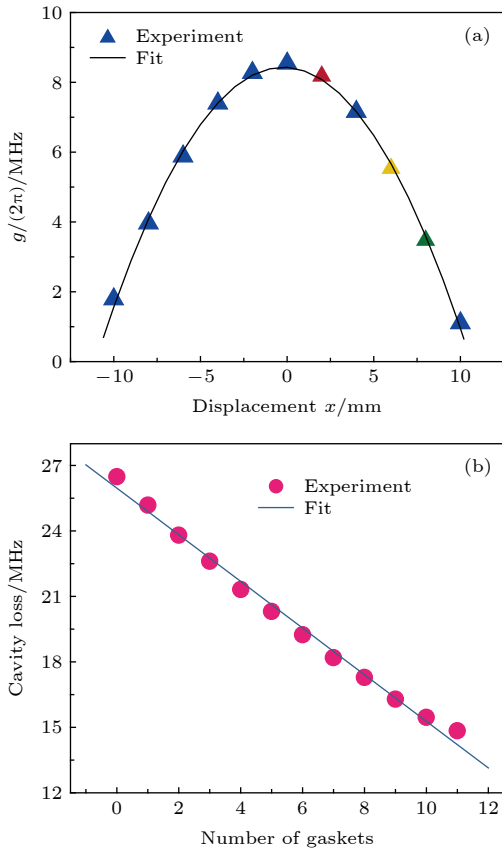 (a)
Experiment
Fit
10
8
6
4
2
0
g/(2π)/MHz
−10
−5
0
5
10
Displacement x/mm
(b)
Experiment
Fit
27
24
21
18
15
12
Cavity loss/MHz
0
2
4
6
8
10
12
Number of gaskets